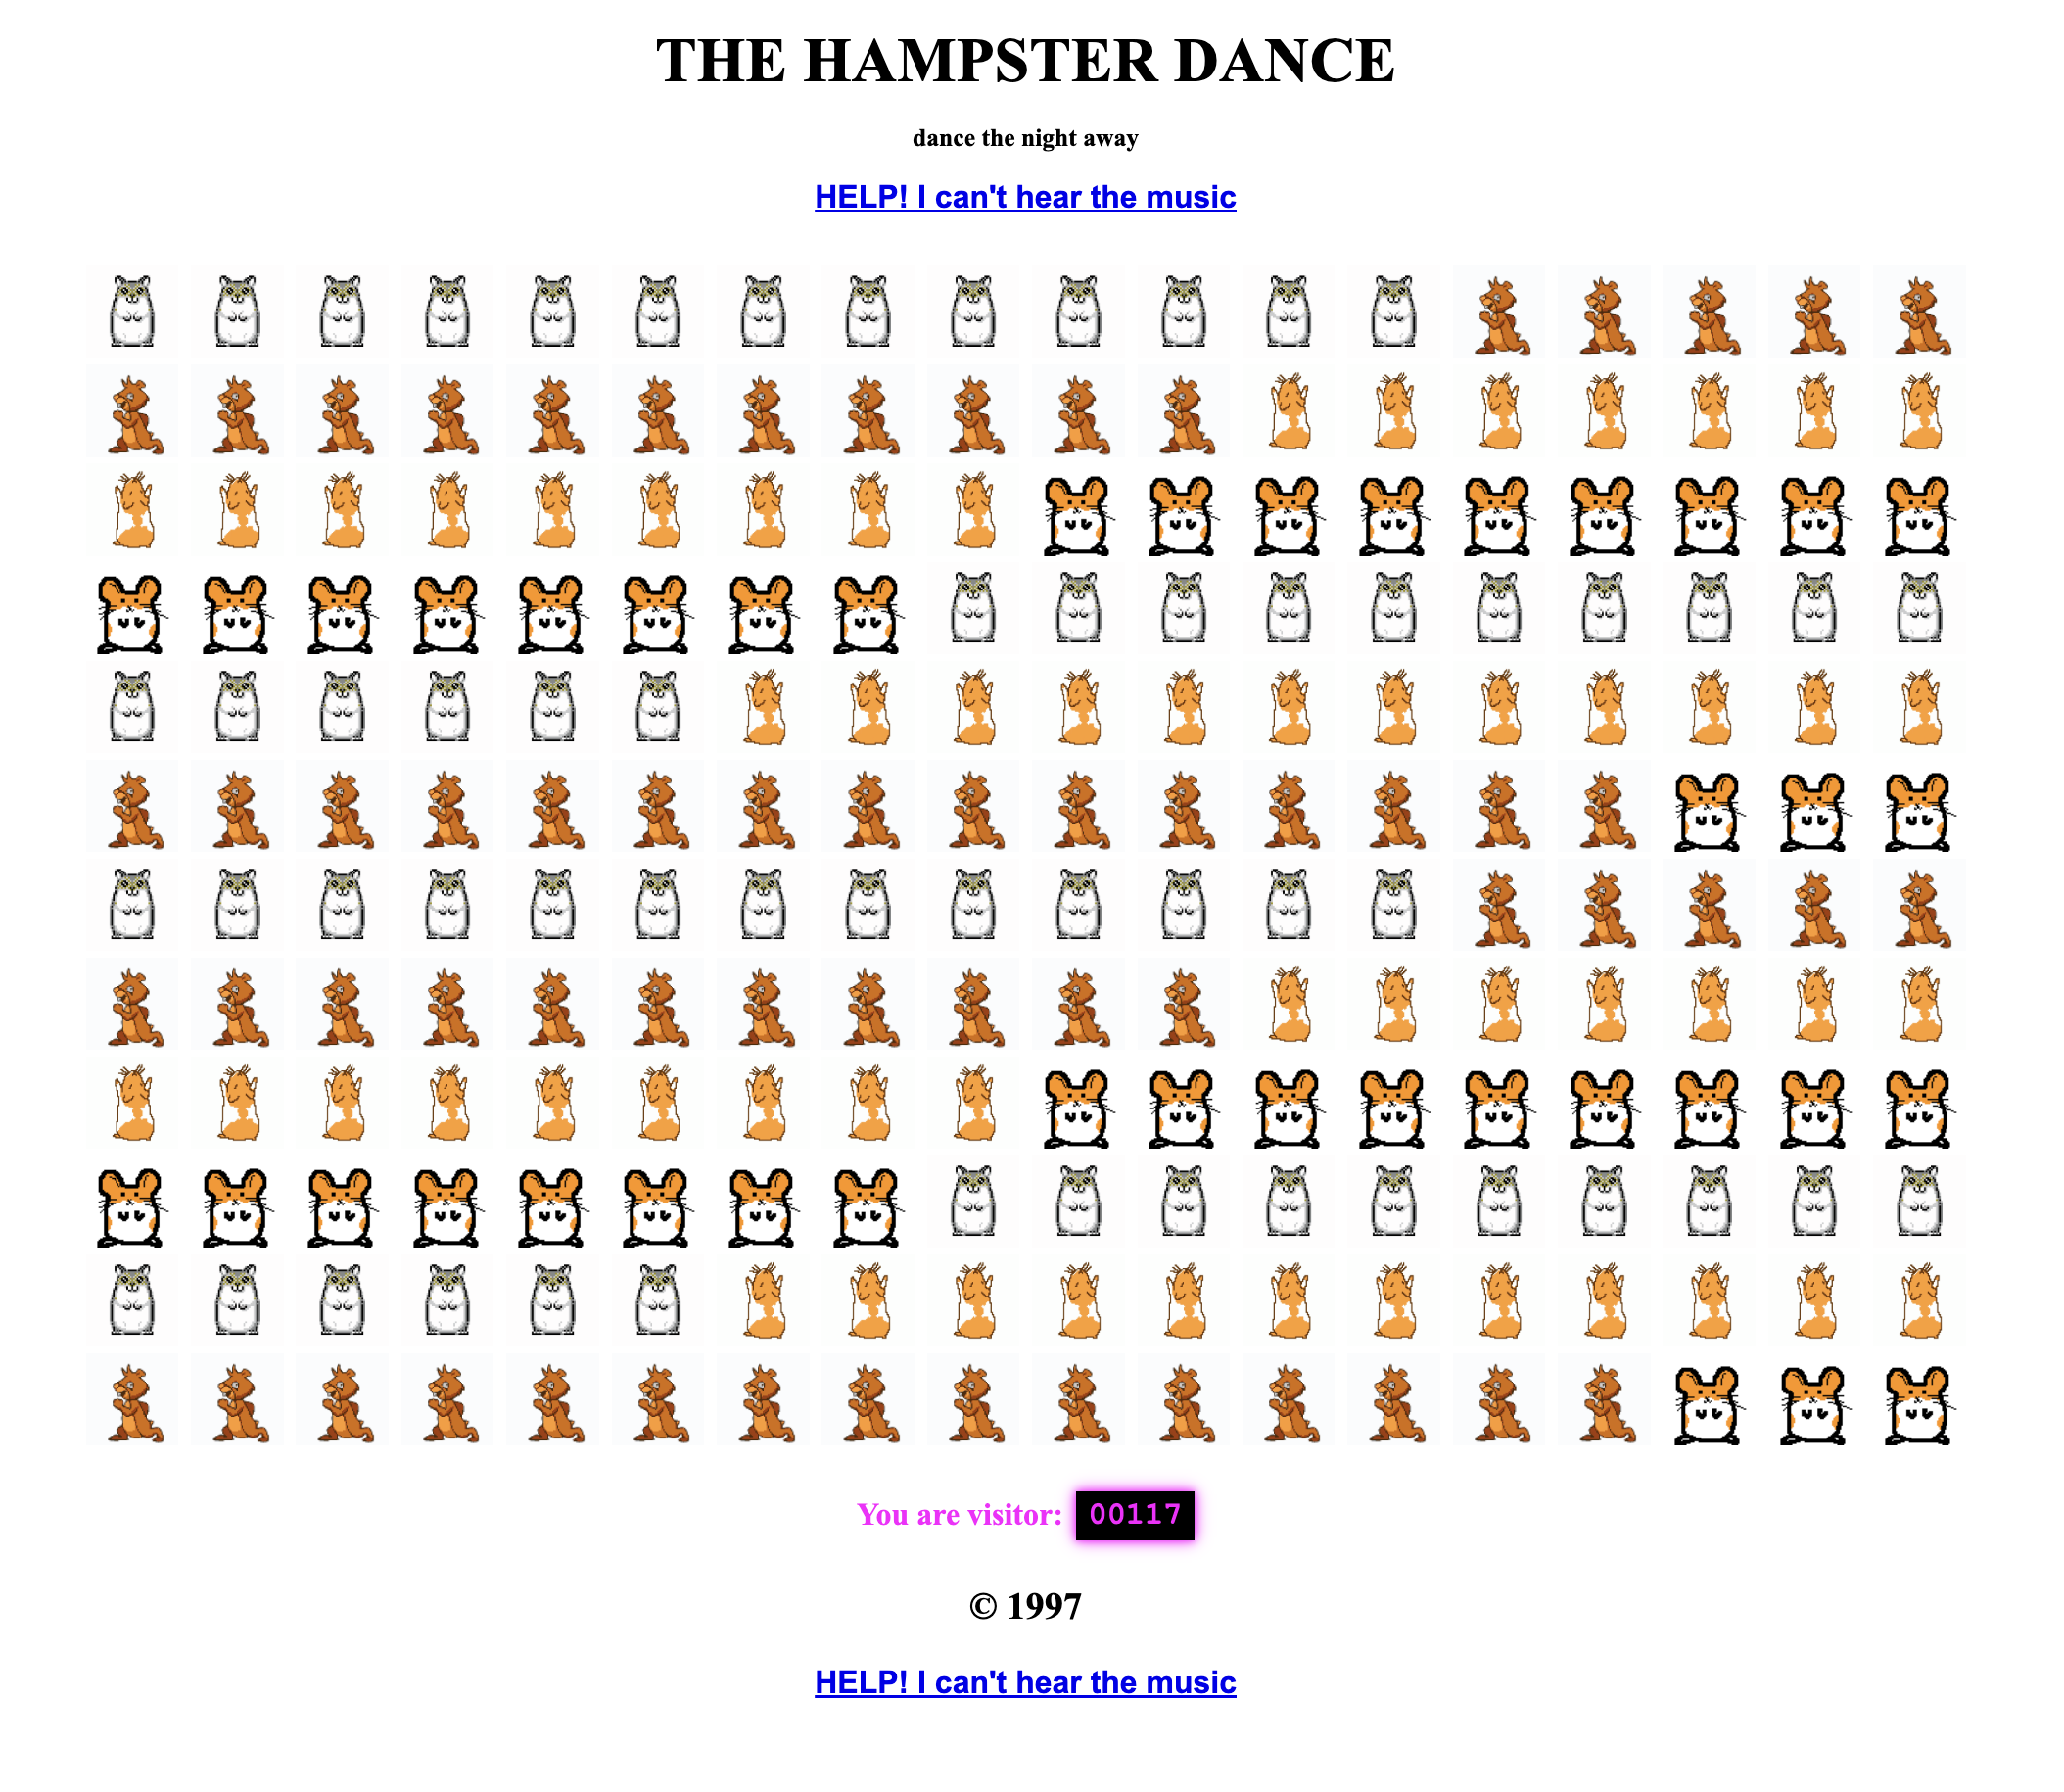 THE HAMPSTER DANCE
dance the night away
HELP! I can't hear the music
You are visitor: 00117
© 1997
HELP! I can't hear the music